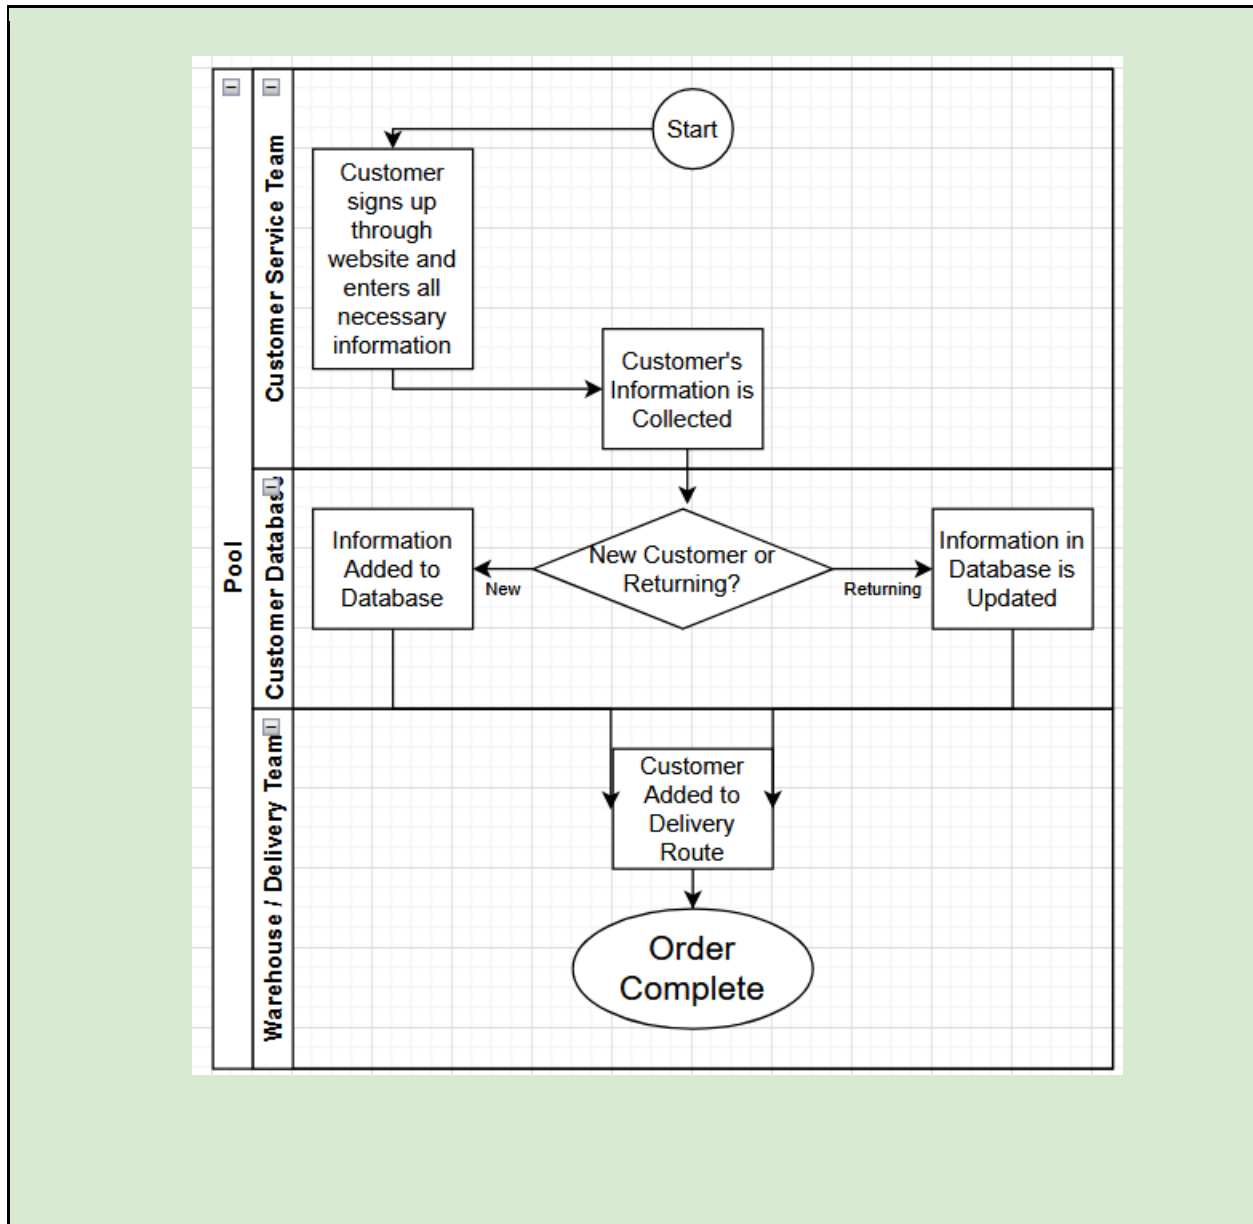 Pool
Customer Service Team
Start
Customer
signs up
through
website and
enters all
necessary
information
Customer's
Information is
Collected
Customer Database
Information
Added to
Database
New
New Customer or
Returning?
Returning
Information in
Database is
Updated
Warehouse / Delivery Team
Customer
Added to
Delivery
Route
Order
Complete